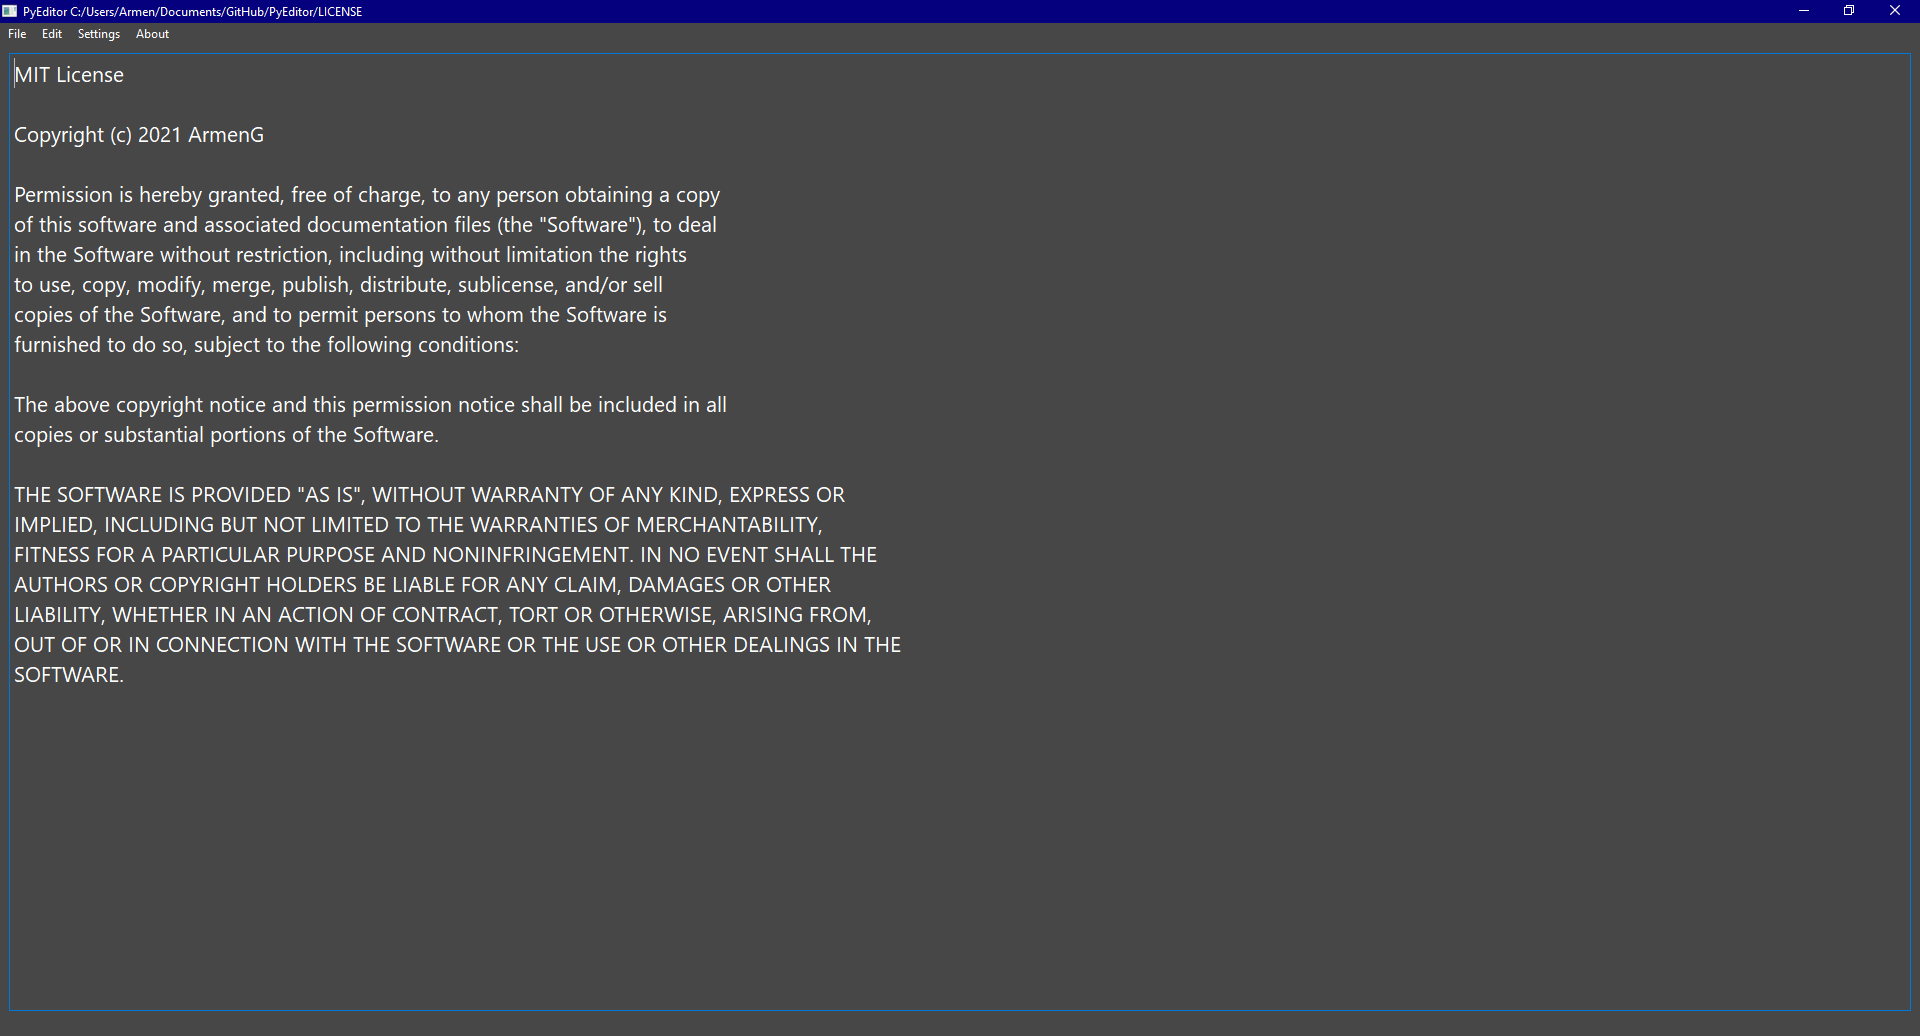 PyEditor C:/Users/Armen/Documents/GitHub/PyEditor/LICENSE
File Edit Settings About
MIT License
Copyright (c) 2021 ArmenG
Permission is hereby granted, free of charge, to any person obtaining a copy
of this software and associated documentation files (the "Software"), to deal
in the Software without restriction, including without limitation the rights
to use, copy, modify, merge, publish, distribute, sublicense, and/or sell
copies of the Software, and to permit persons to whom the Software is
furnished to do so, subject to the following conditions:
The above copyright notice and this permission notice shall be included in all
copies or substantial portions of the Software.
THE SOFTWARE IS PROVIDED "AS IS", WITHOUT WARRANTY OF ANY KIND, EXPRESS OR
IMPLIED, INCLUDING BUT NOT LIMITED TO THE WARRANTIES OF MERCHANTABILITY,
FITNESS FOR A PARTICULAR PURPOSE AND NONINFRINGEMENT. IN NO EVENT SHALL THE
AUTHORS OR COPYRIGHT HOLDERS BE LIABLE FOR ANY CLAIM, DAMAGES OR OTHER
LIABILITY, WHETHER IN AN ACTION OF CONTRACT, TORT OR OTHERWISE, ARISING FROM,
OUT OF OR IN CONNECTION WITH THE SOFTWARE OR THE USE OR OTHER DEALINGS IN THE
SOFTWARE.